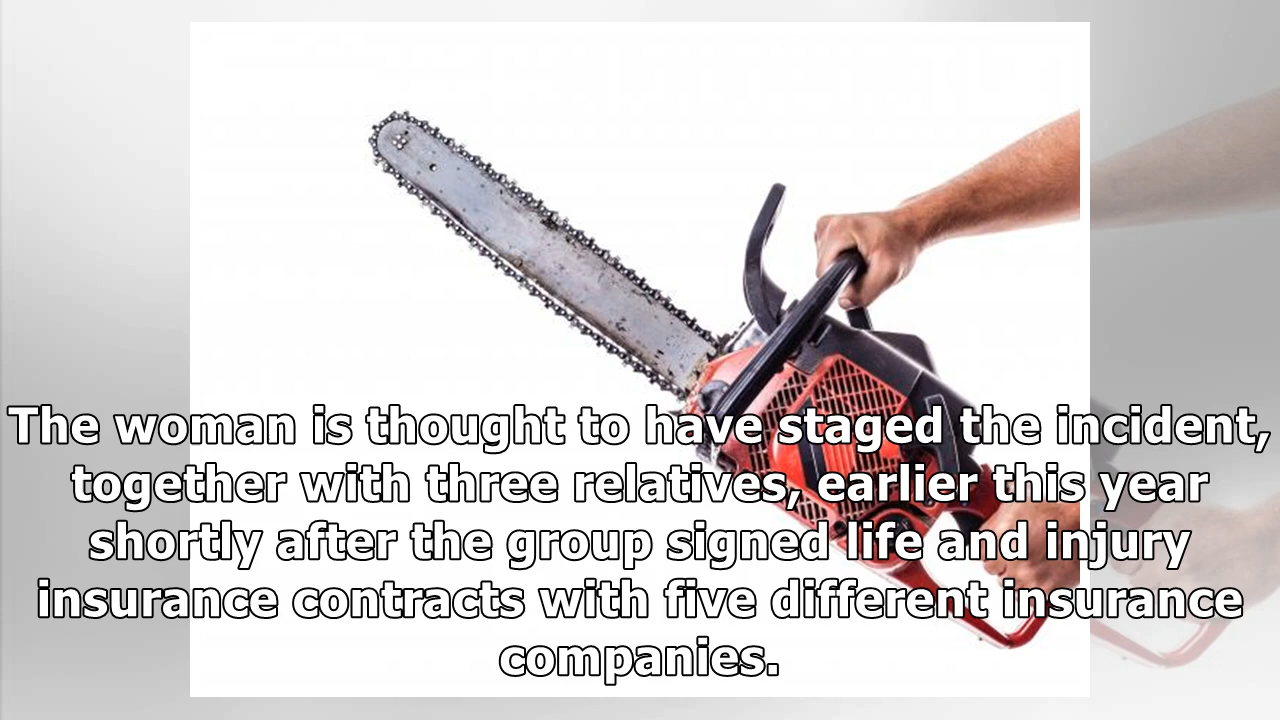 The woman is thought to have staged the incident,
together with three relatives, earlier this year
shortly after the group signed life and injury
insurance contracts with five different insurance
companies.